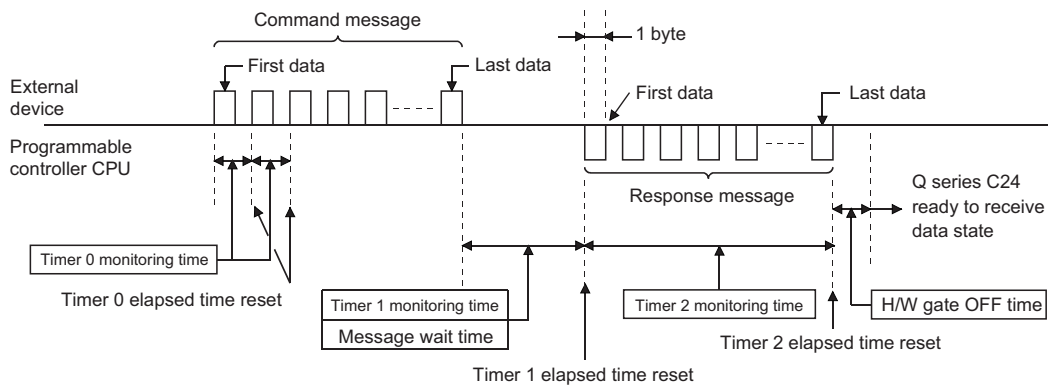 Command message
1 byte
First data
Last data
External
device
First data
Last data
Programmable
controller CPU
Response message
Q series C24
ready to receive
data state
Timer 0 monitoring time
Timer 0 elapsed time reset
Timer 1 monitoring time
Message wait time
Timer 2 monitoring time
H/W gate OFF time
Timer 2 elapsed time reset
Timer 1 elapsed time reset